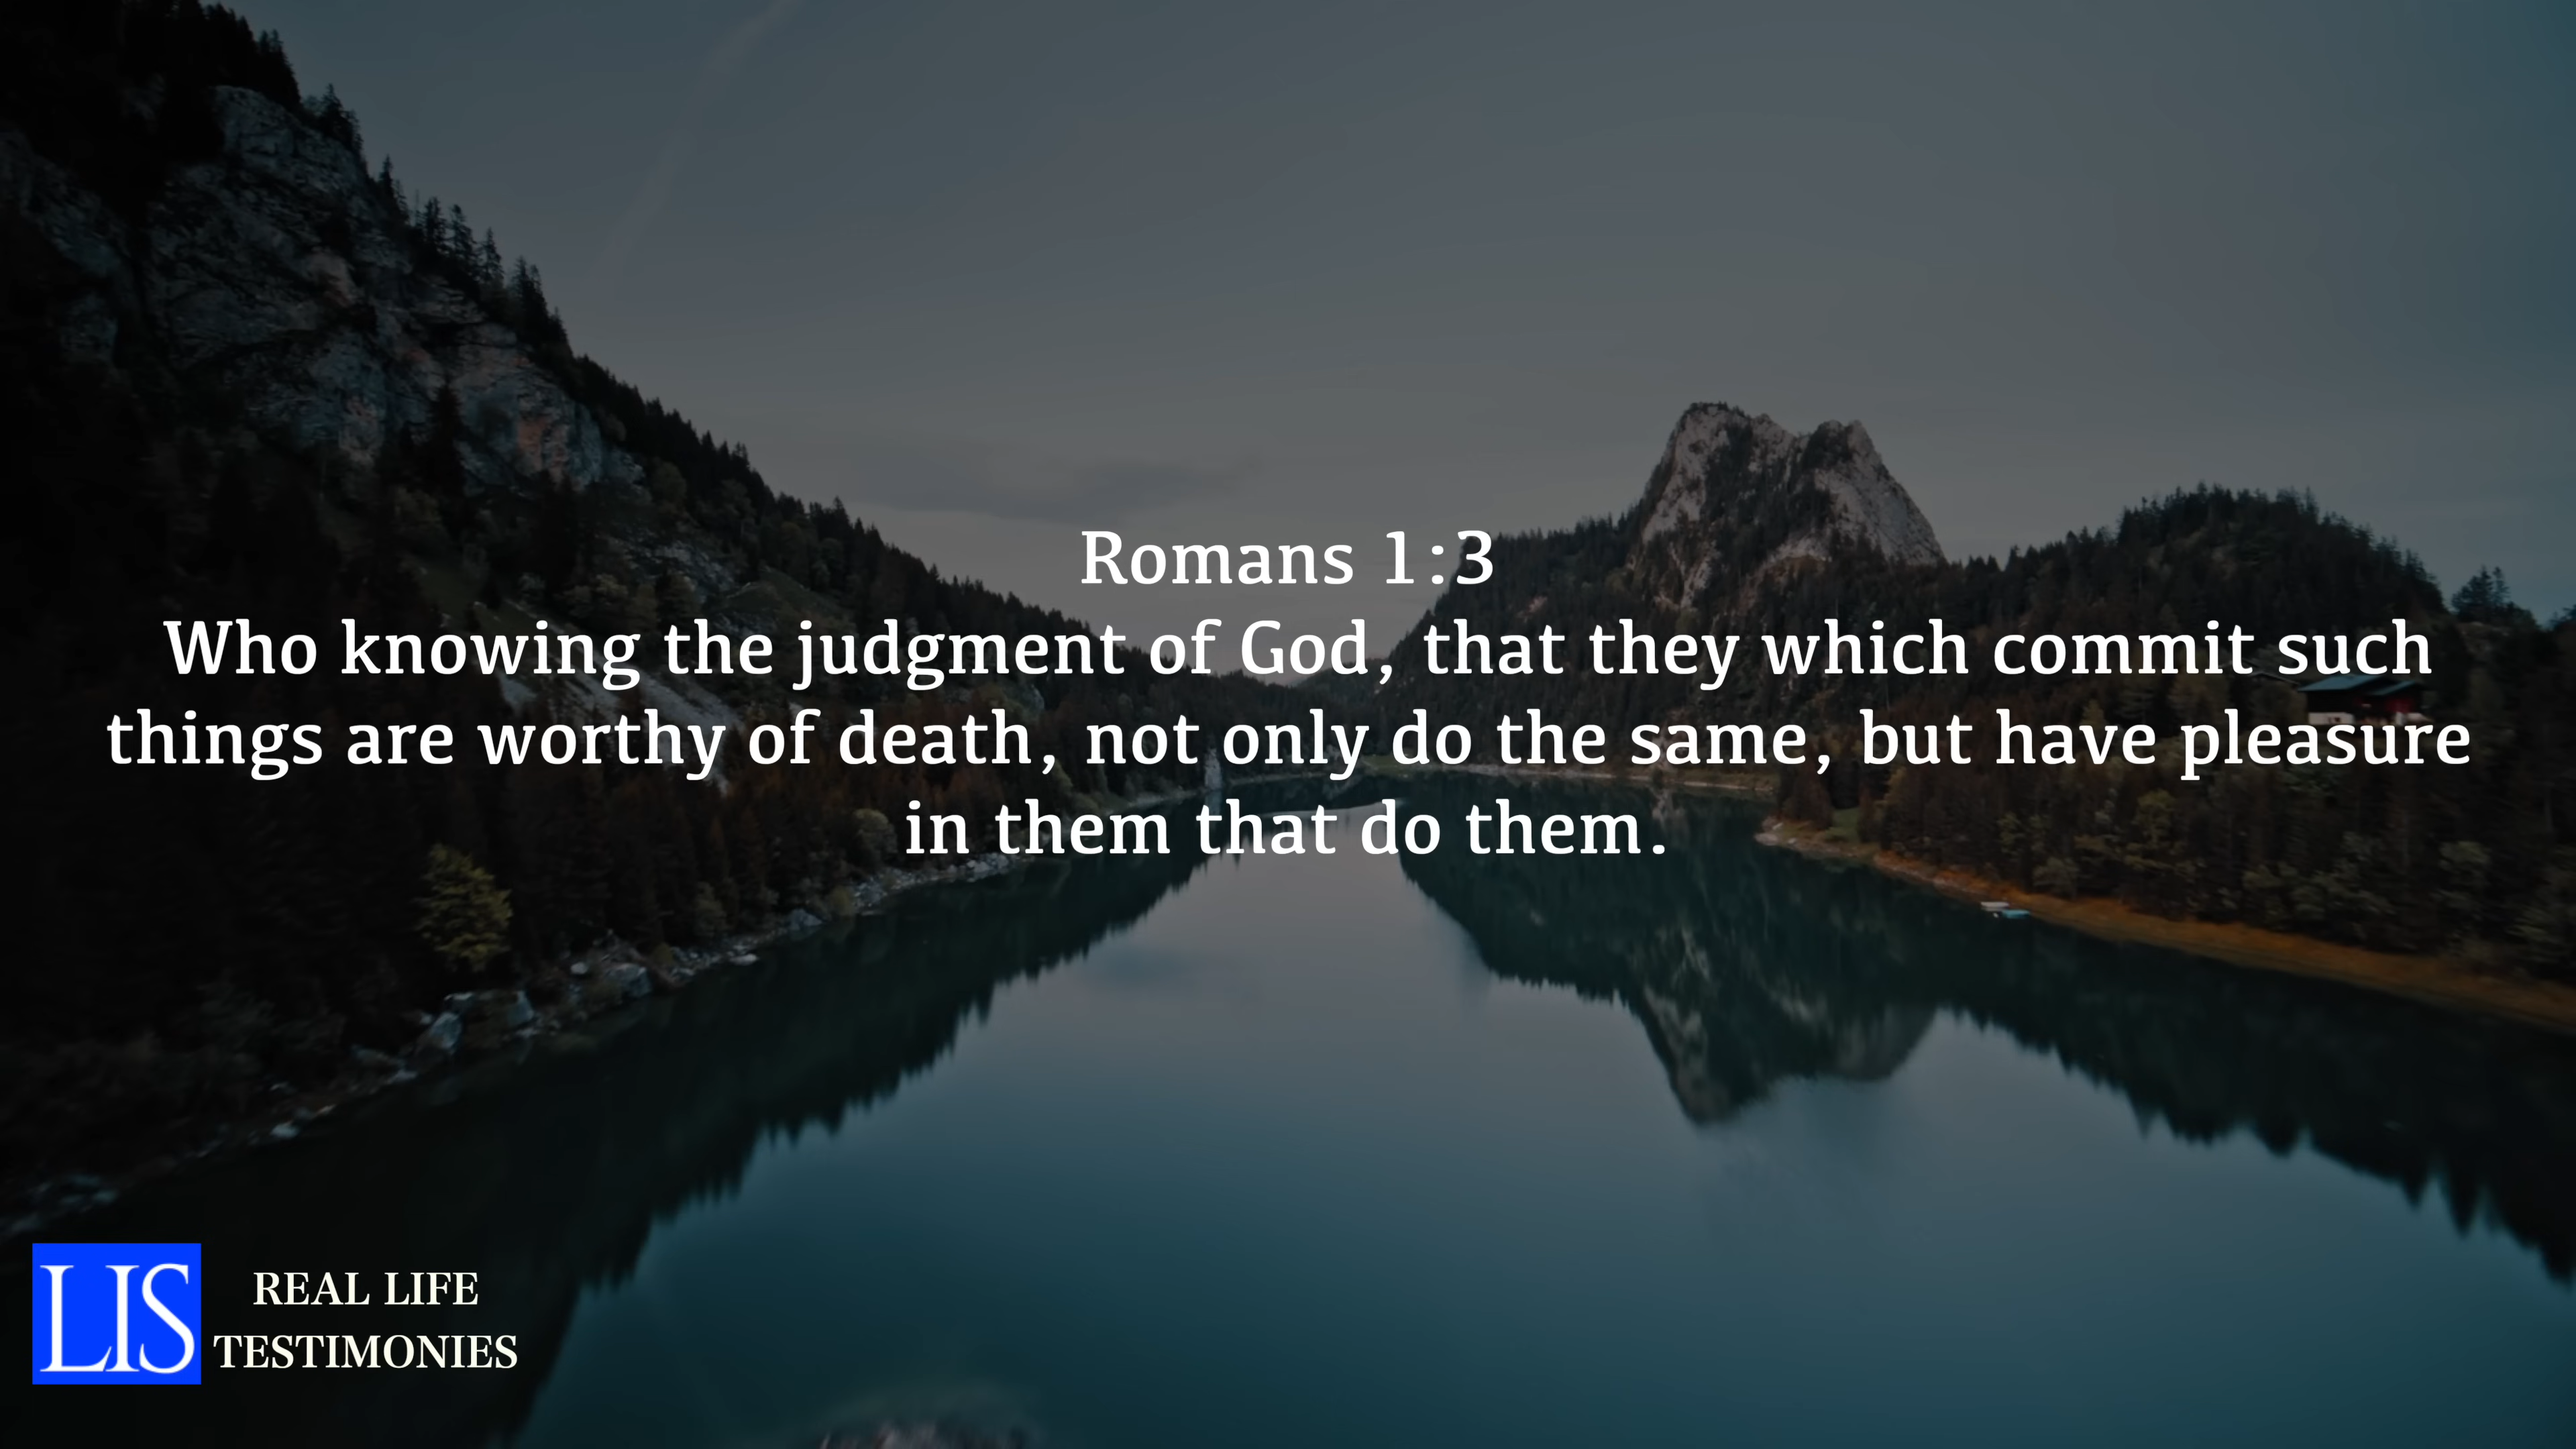 Romans 1:3
Who knowing the judgment of God, that they which commit such
things are worthy of death, not only do the same, but have pleasure
in them that do them.
LIS
REAL LIFE
TESTIMONIES